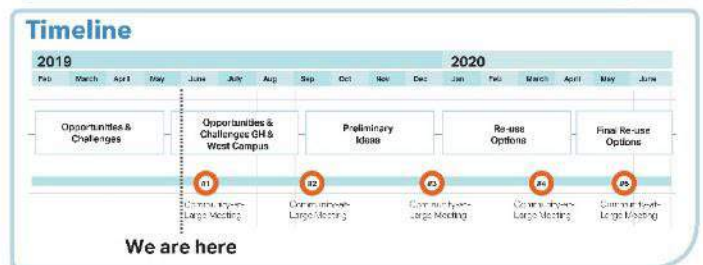 Timeline
2019 2020
Feb March April May June July Aug Sep Oct Nov Dec Jan Feb March April May June
Opportunities &
Challenges
Opportunities &
Challenges GH &
West Campus
Preliminary
Ideas
Re-use
Options
Final Re-use
Options
#1 #2 #3 #4 #5
Community-at-
Large Meeting
Community-at-
Large Meeting
Community-at-
Large Meeting
Community-at-
Large Meeting
Community-at-
Large Meeting
We are here